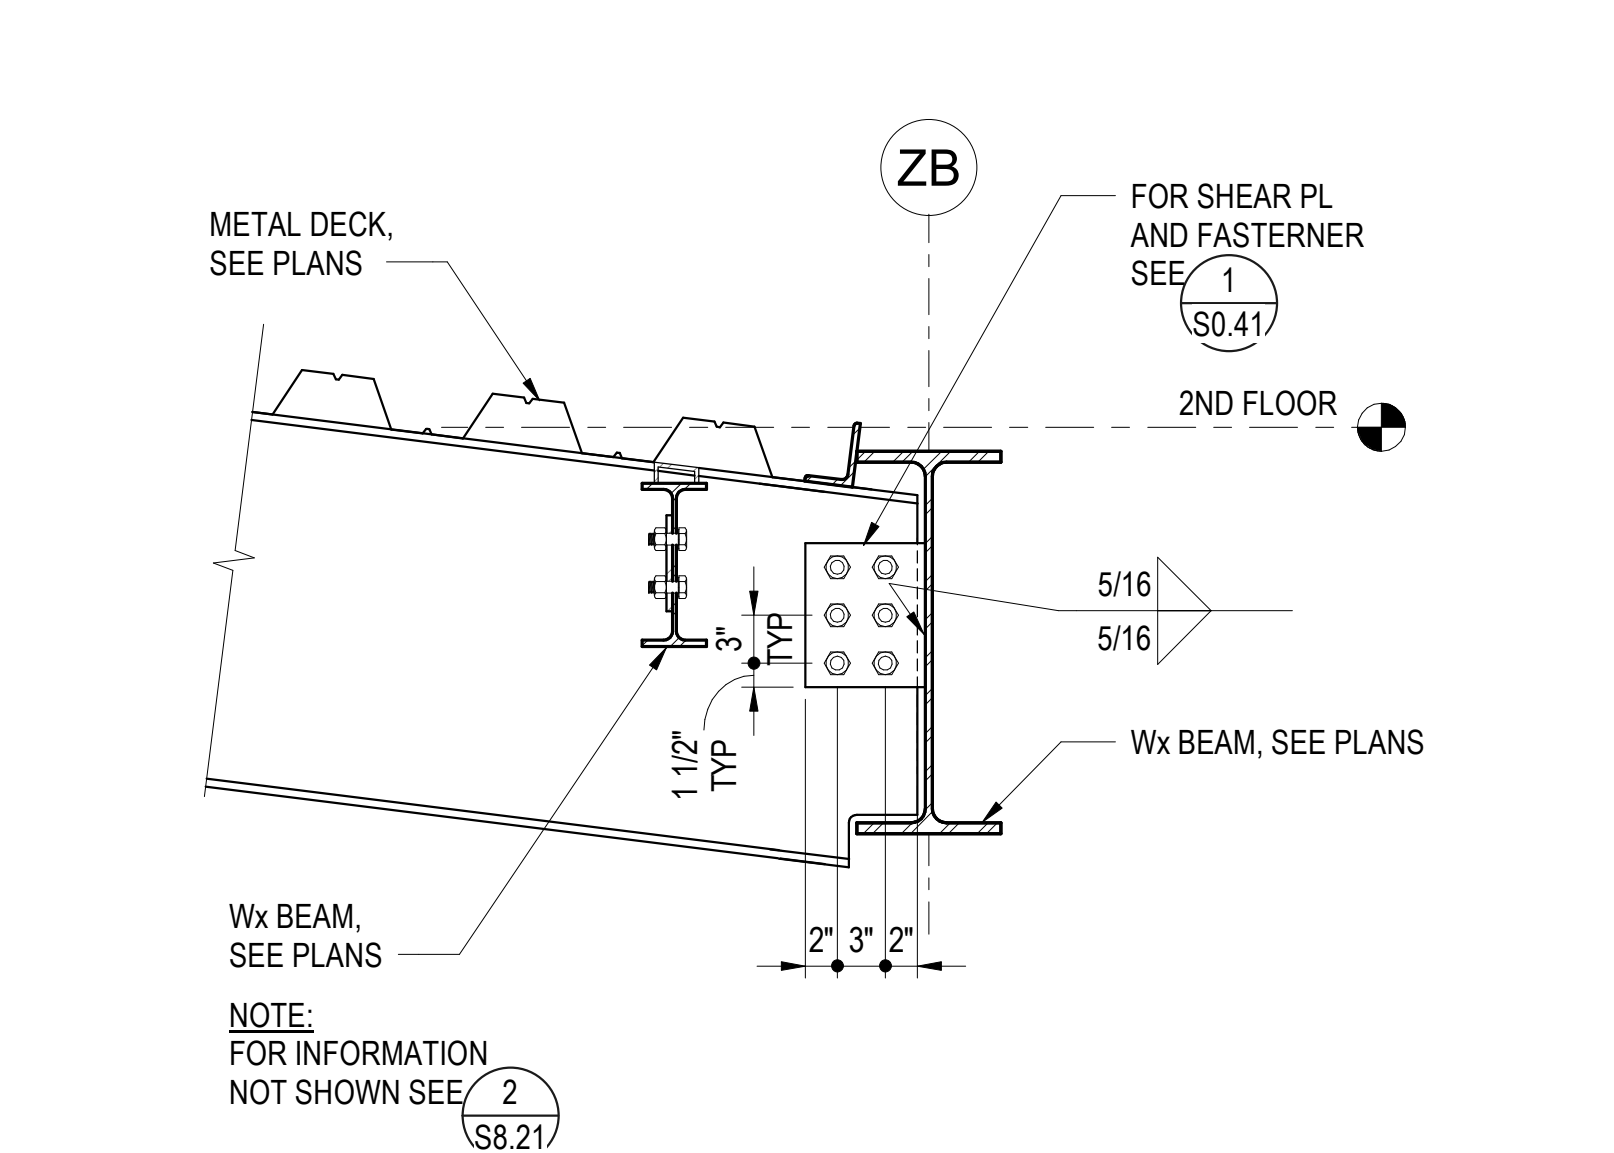 ZB
METAL DECK,
SEE PLANS
FOR SHEAR PL
AND FASTERNER
SEE
1
S0.41
2ND FLOOR
5/16
5/16
3"
TYP
1 1/2"
TYP
Wx BEAM, SEE PLANS
Wx BEAM,
SEE PLANS
2"
3"
2"
NOTE:
FOR INFORMATION
NOT SHOWN SEE
2
S8.21